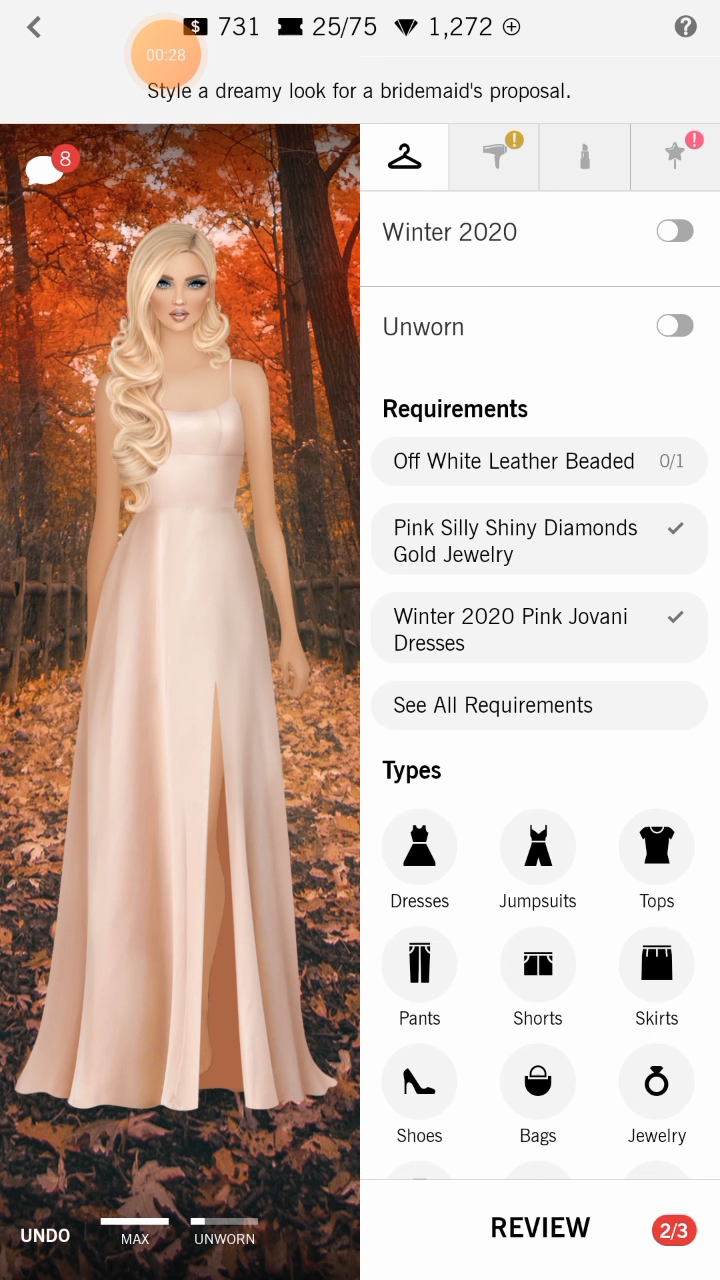 $ 731 25/75 1,272
00:28
Style a dreamy look for a bridemaid's proposal.
8
Winter 2020
Unworn
Requirements
Off White Leather Beaded 0/1
Pink Silly Shiny Diamonds
Gold Jewelry
Winter 2020 Pink Jovani
Dresses
See All Requirements
Types
Dresses Jumpsuits Tops
Pants Shorts Skirts
Shoes Bags Jewelry
UNDO MAX UNWORN
REVIEW 2/3